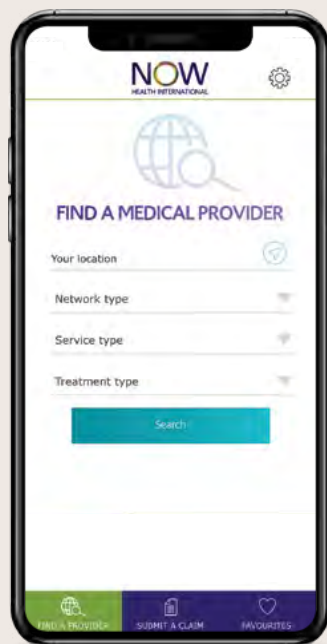 NOW
HEALTH INTERNATIONAL
FIND A MEDICAL PROVIDER
Your location
Network type
Service type
Treatment type
Search
FIND A PROVIDER
SUBMIT A CLAIM
FAVOURITES